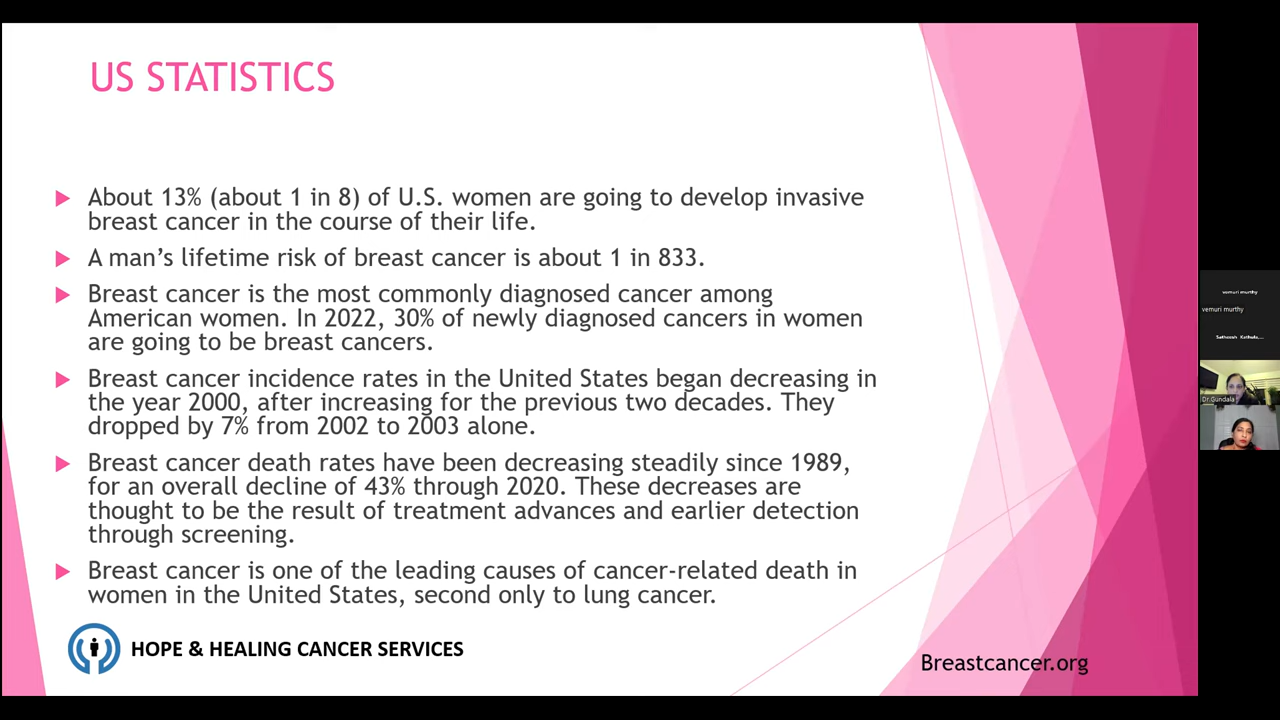 US STATISTICS
About 13% (about 1 in 8) of U.S. women are going to develop invasive
breast cancer in the course of their life.
A man’s lifetime risk of breast cancer is about 1 in 833.
Breast cancer is the most commonly diagnosed cancer among
American women. In 2022, 30% of newly diagnosed cancers in women
are going to be breast cancers.
Breast cancer incidence rates in the United States began decreasing in
the year 2000, after increasing for the previous two decades. They
dropped by 7% from 2002 to 2003 alone.
Breast cancer death rates have been decreasing steadily since 1989,
for an overall decline of 43% through 2020. These decreases are
thought to be the result of treatment advances and earlier detection
through screening.
Breast cancer is one of the leading causes of cancer-related death in
women in the United States, second only to lung cancer.
HOPE & HEALING CANCER SERVICES
Breastcancer.org
vemuri murthy
vemuri murthy
Satheesh Kathula,...
Dr.Gundala